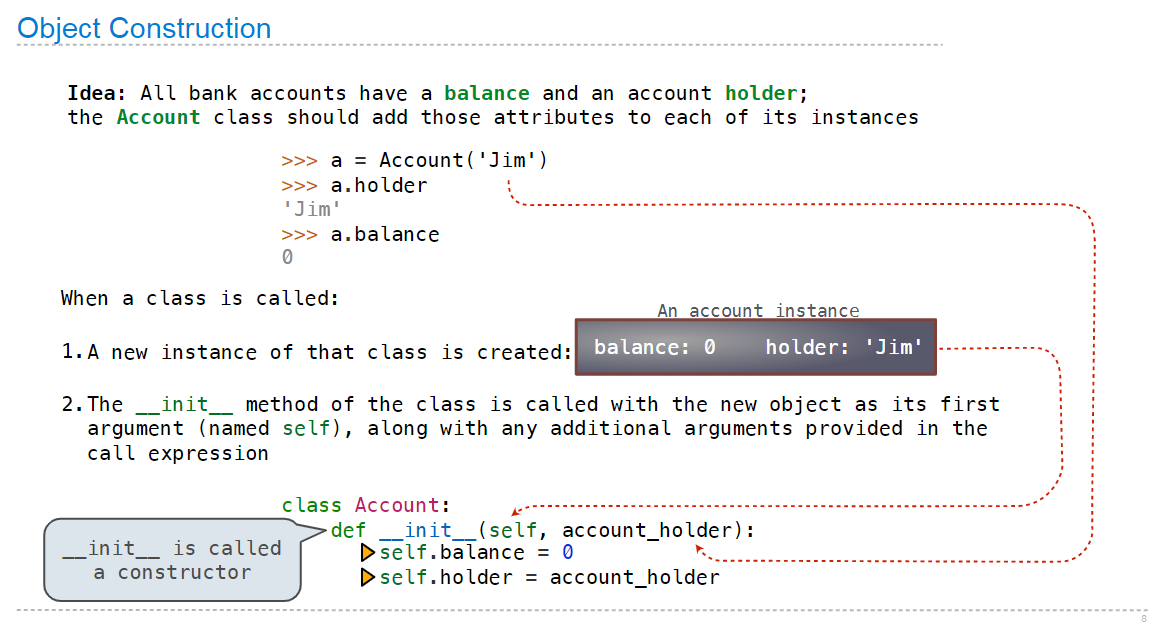 Object Construction
Idea: All bank accounts have a balance and an account holder;
the Account class should add those attributes to each of its instances
>>> a = Account('Jim')
>>> a.holder
'Jim'
>>> a.balance
0
When a class is called:
An account instance
1. A new instance of that class is created:
balance: 0 holder: 'Jim'
2. The __init__ method of the class is called with the new object as its first
argument (named self), along with any additional arguments provided in the
call expression
class Account:
def __init__(self, account_holder):
self.balance = 0
self.holder = account_holder
__init__ is called
a constructor
8